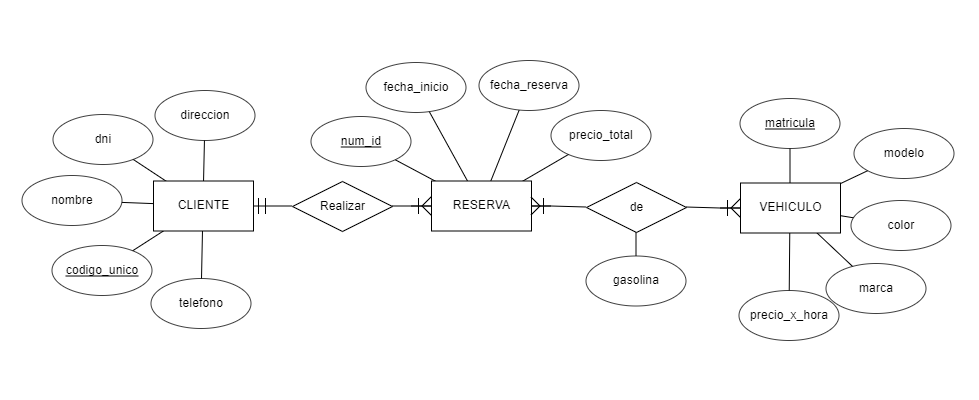 fecha_inicio
fecha_reserva
direccion
matricula
dni
num_id
precio_total
modelo
nombre
CLIENTE
Realizar
RESERVA
de
VEHICULO
color
codigo_unico
gasolina
marca
telefono
precio_x_hora